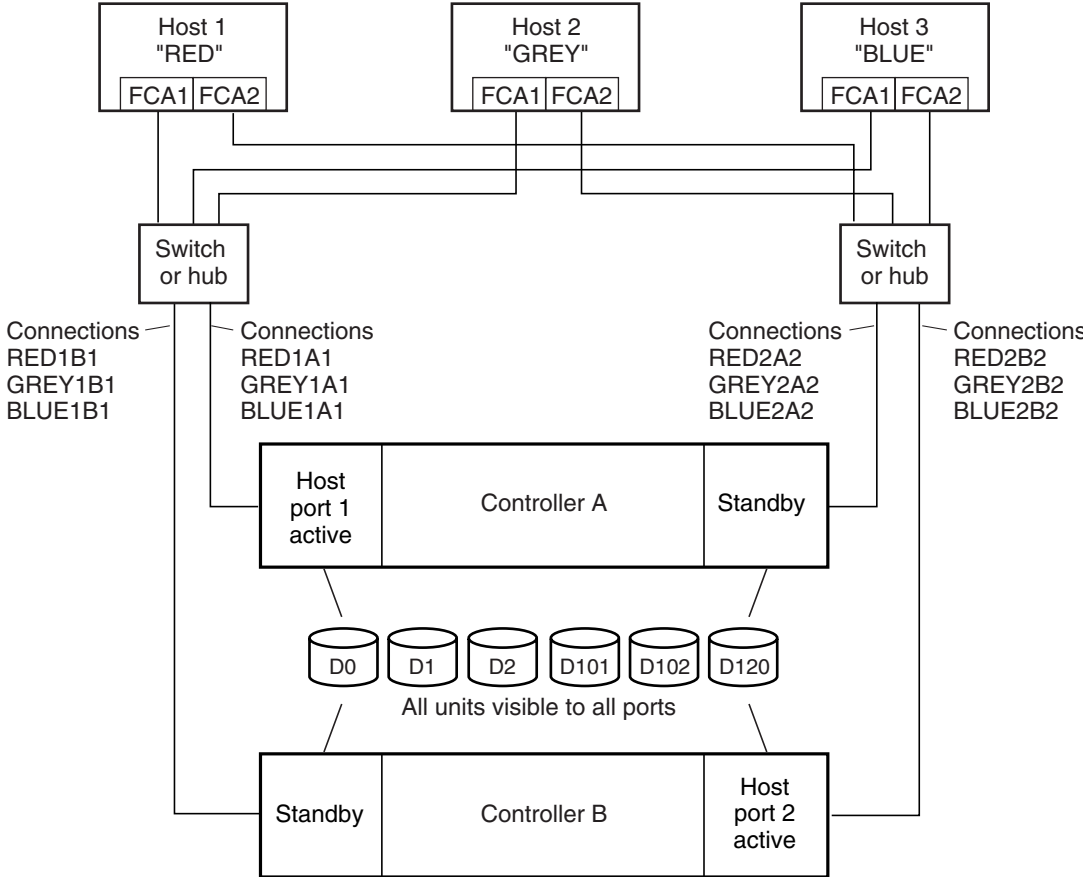 Host 1
"RED"
FCA1 FCA2
Host 2
"GREY"
FCA1 FCA2
Host 3
"BLUE"
FCA1 FCA2
Switch
or hub
Switch
or hub
Connections
RED1B1
GREY1B1
BLUE1B1
Connections
RED1A1
GREY1A1
BLUE1A1
Connections
RED2A2
GREY2A2
BLUE2A2
Connections
RED2B2
GREY2B2
BLUE2B2
Host
port 1
active
Controller A
Standby
D0 D1 D2 D101 D102 D120
All units visible to all ports
Standby
Controller B
Host
port 2
active